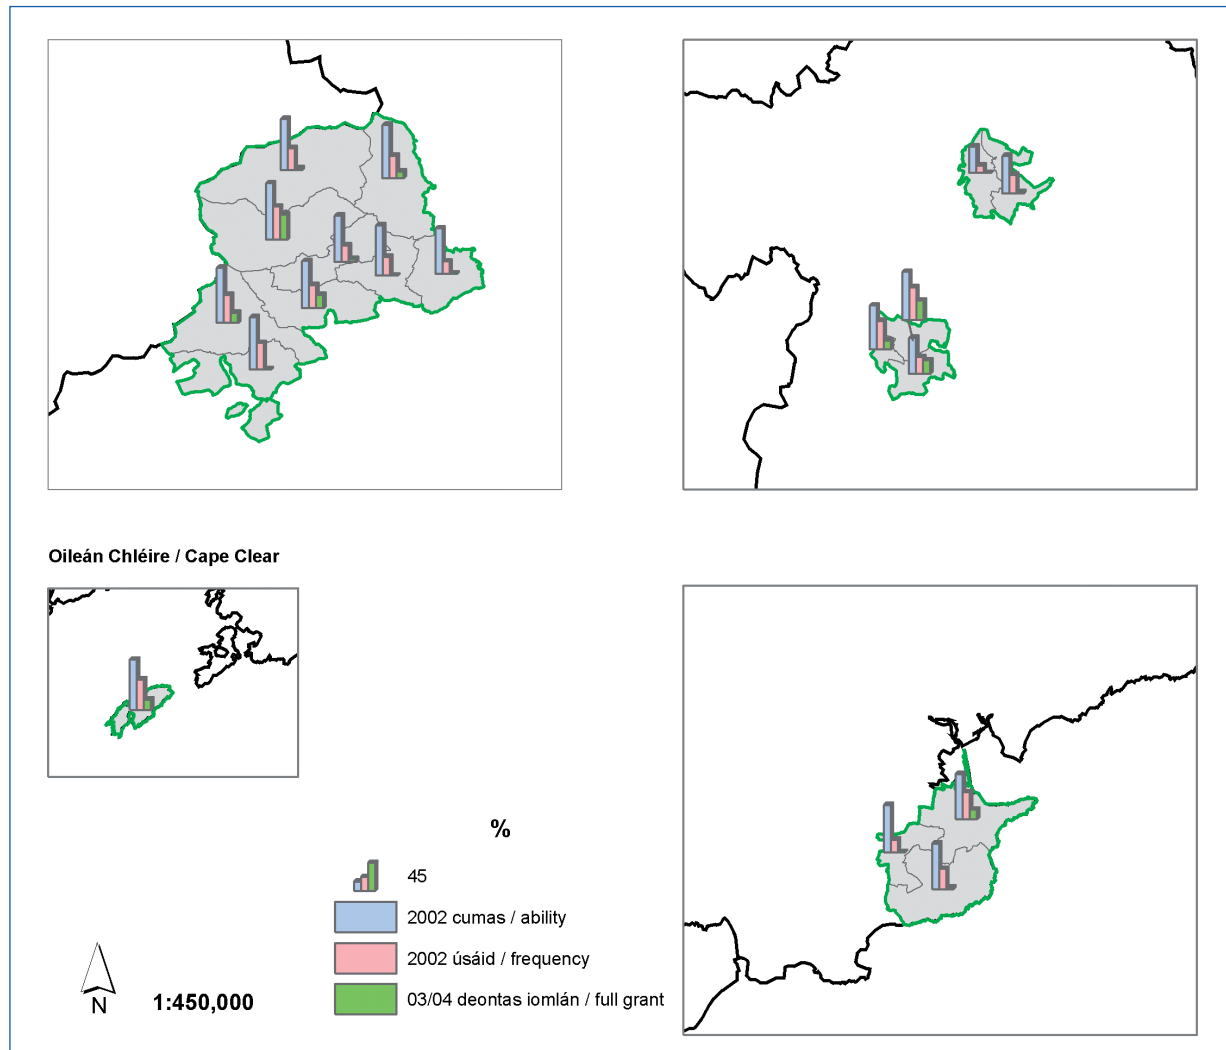 Oileán Chléire / Cape Clear
%
45
2002 cumas / ability
2002 úsáid / frequency
03/04 deontas iomlán / full grant
N
1:450,000